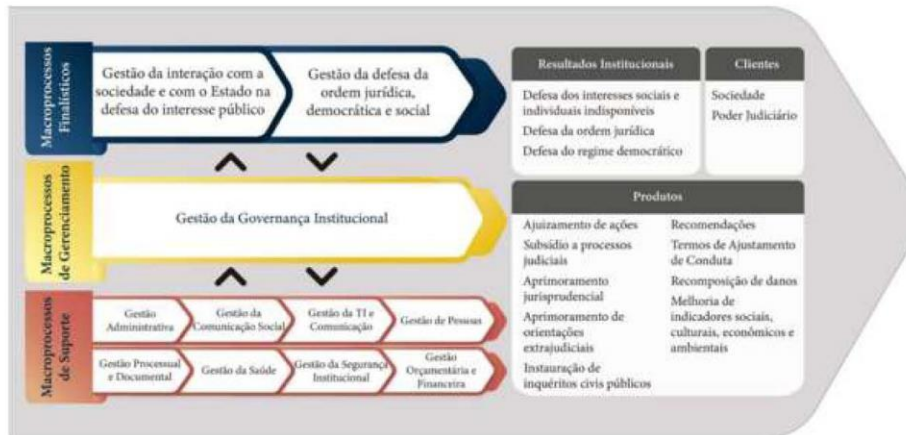 Macroprocessos
Finalísticos
Gestão da interação com a
sociedade e com o Estado na
defesa do interesse público
Gestão da defesa da
ordem jurídica,
democrática e social
Macroprocessos
de Gerenciamento
Gestão da Governança Institucional
Macroprocessos
de Suporte
Gestão
Administrativa
Gestão da
Comunicação Social
Gestão da TI e
Comunicação
Gestão de Pessoas
Gestão Processual
e Documental
Gestão da Saúde
Gestão da Segurança
Institucional
Gestão
Orçamentária e
Financeira
Resultados Institucionais
Defesa dos interesses sociais e
individuais indisponíveis
Defesa da ordem jurídica
Defesa do regime democrático
Clientes
Sociedade
Poder Judiciário
Produtos
Ajuizamento de ações
Subsídio a processos
judiciais
Aprimoramento
jurisprudencial
Aprimoramento de
orientações
extrajudiciais
Instauração de
inquéritos civis públicos
Recomendações
Termos de Ajustamento
de Conduta
Recomposição de danos
Melhoria de
indicadores sociais,
culturais, econômicos e
ambientais